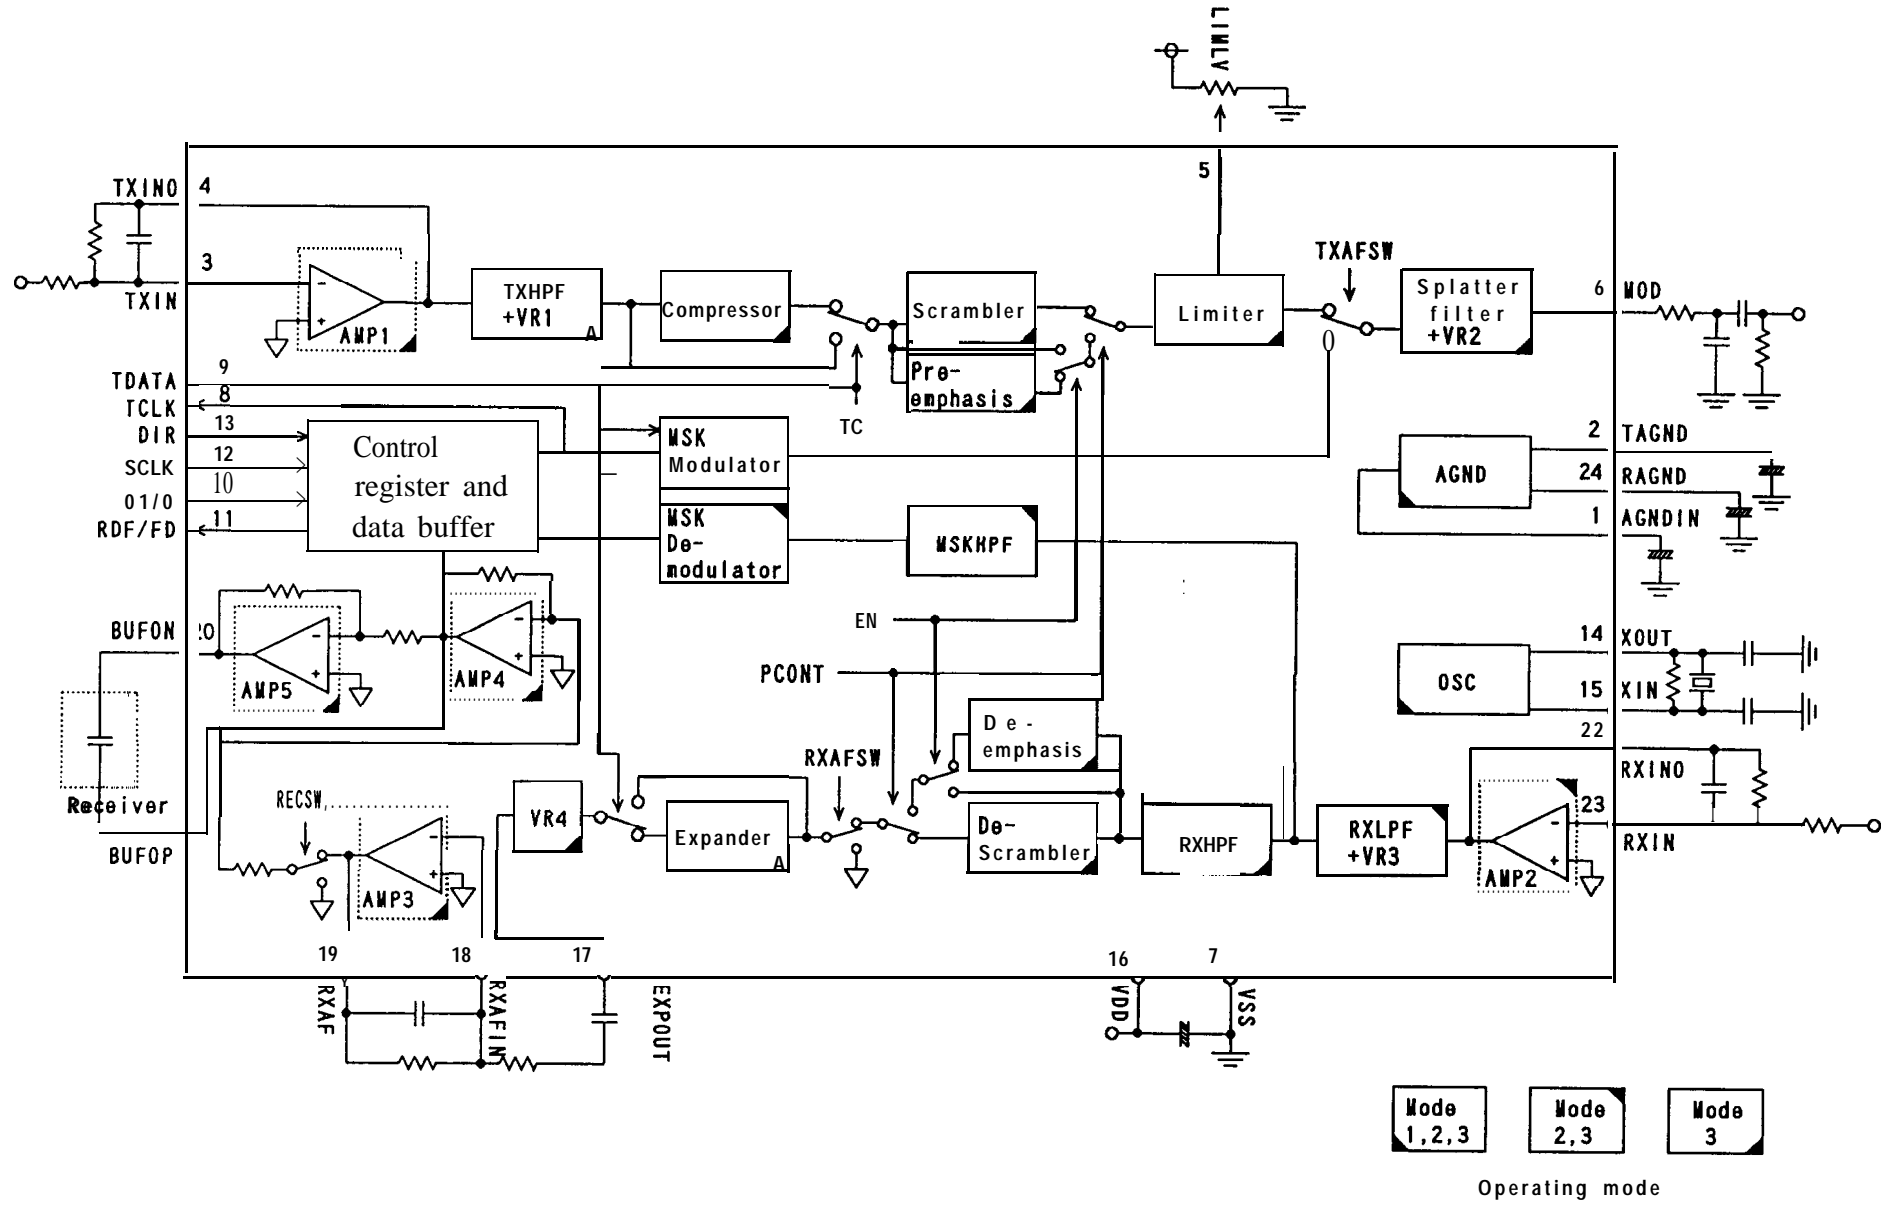 LIMLV
5
TXINO 4
3
TXIN
AMP1
TXHPF
+VR1
A
Compressor
Scrambler
Pre-
emphasis
Limiter
TXAFSW
0
Splatter
filter
+VR2
6 MOD
TDATA 9
TCLK 8
DIR 13
SCLK 12
01/0 10
RDF/FD 11
TC
Control
register and
data buffer
MSK
Modulator
MSK
De-
modulator
MSKHPF
AGND
2 TAGND
24 RAGND
1 AGNDIN
EN
PCONT
BUFON 20
AMP5
AMP4
OSC
14 XOUT
15 XIN
22
RXINO
23
RXIN
De-
emphasis
RXAFSW
Receiver
RECSW
BUFOP
AMP3
VR4
Expander
A
De-
Scrambler
RXHPF
RXLPF
+VR3
AMP2
19
18
17
16
7
RXAF
RXAFIN
EXPOUT
VDD
VSS
Mode
1,2,3
Mode
2,3
Mode
3
Operating mode